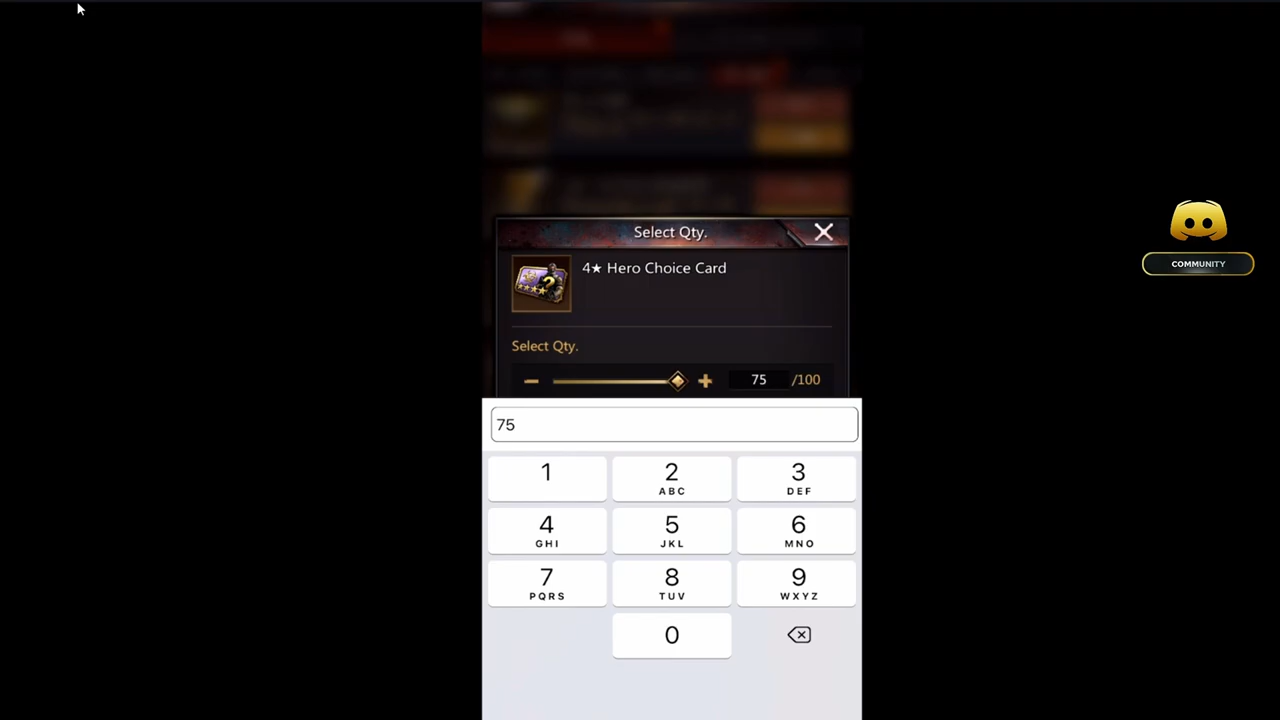 Select Qty.
4★ Hero Choice Card
Select Qty.
75 /100
75
1
2
ABC
3
DEF
4
GHI
5
JKL
6
MNO
7
PQRS
8
TUV
9
WXYZ
0
COMMUNITY